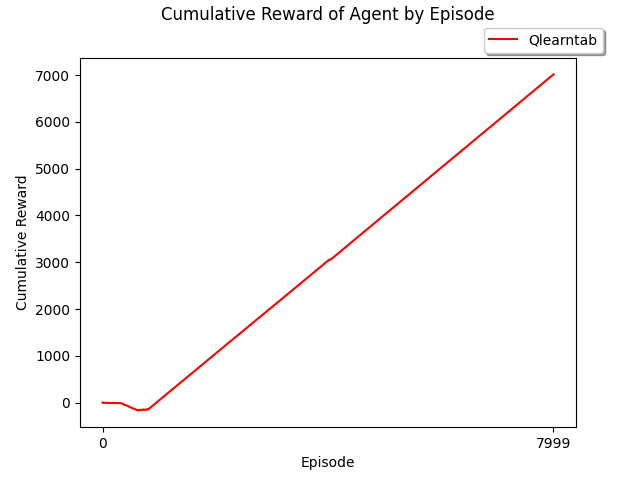 Cumulative Reward of Agent by Episode
Qlearntab
7000
6000
5000
4000
3000
2000
1000
0
Cumulative Reward
0 7999
Episode